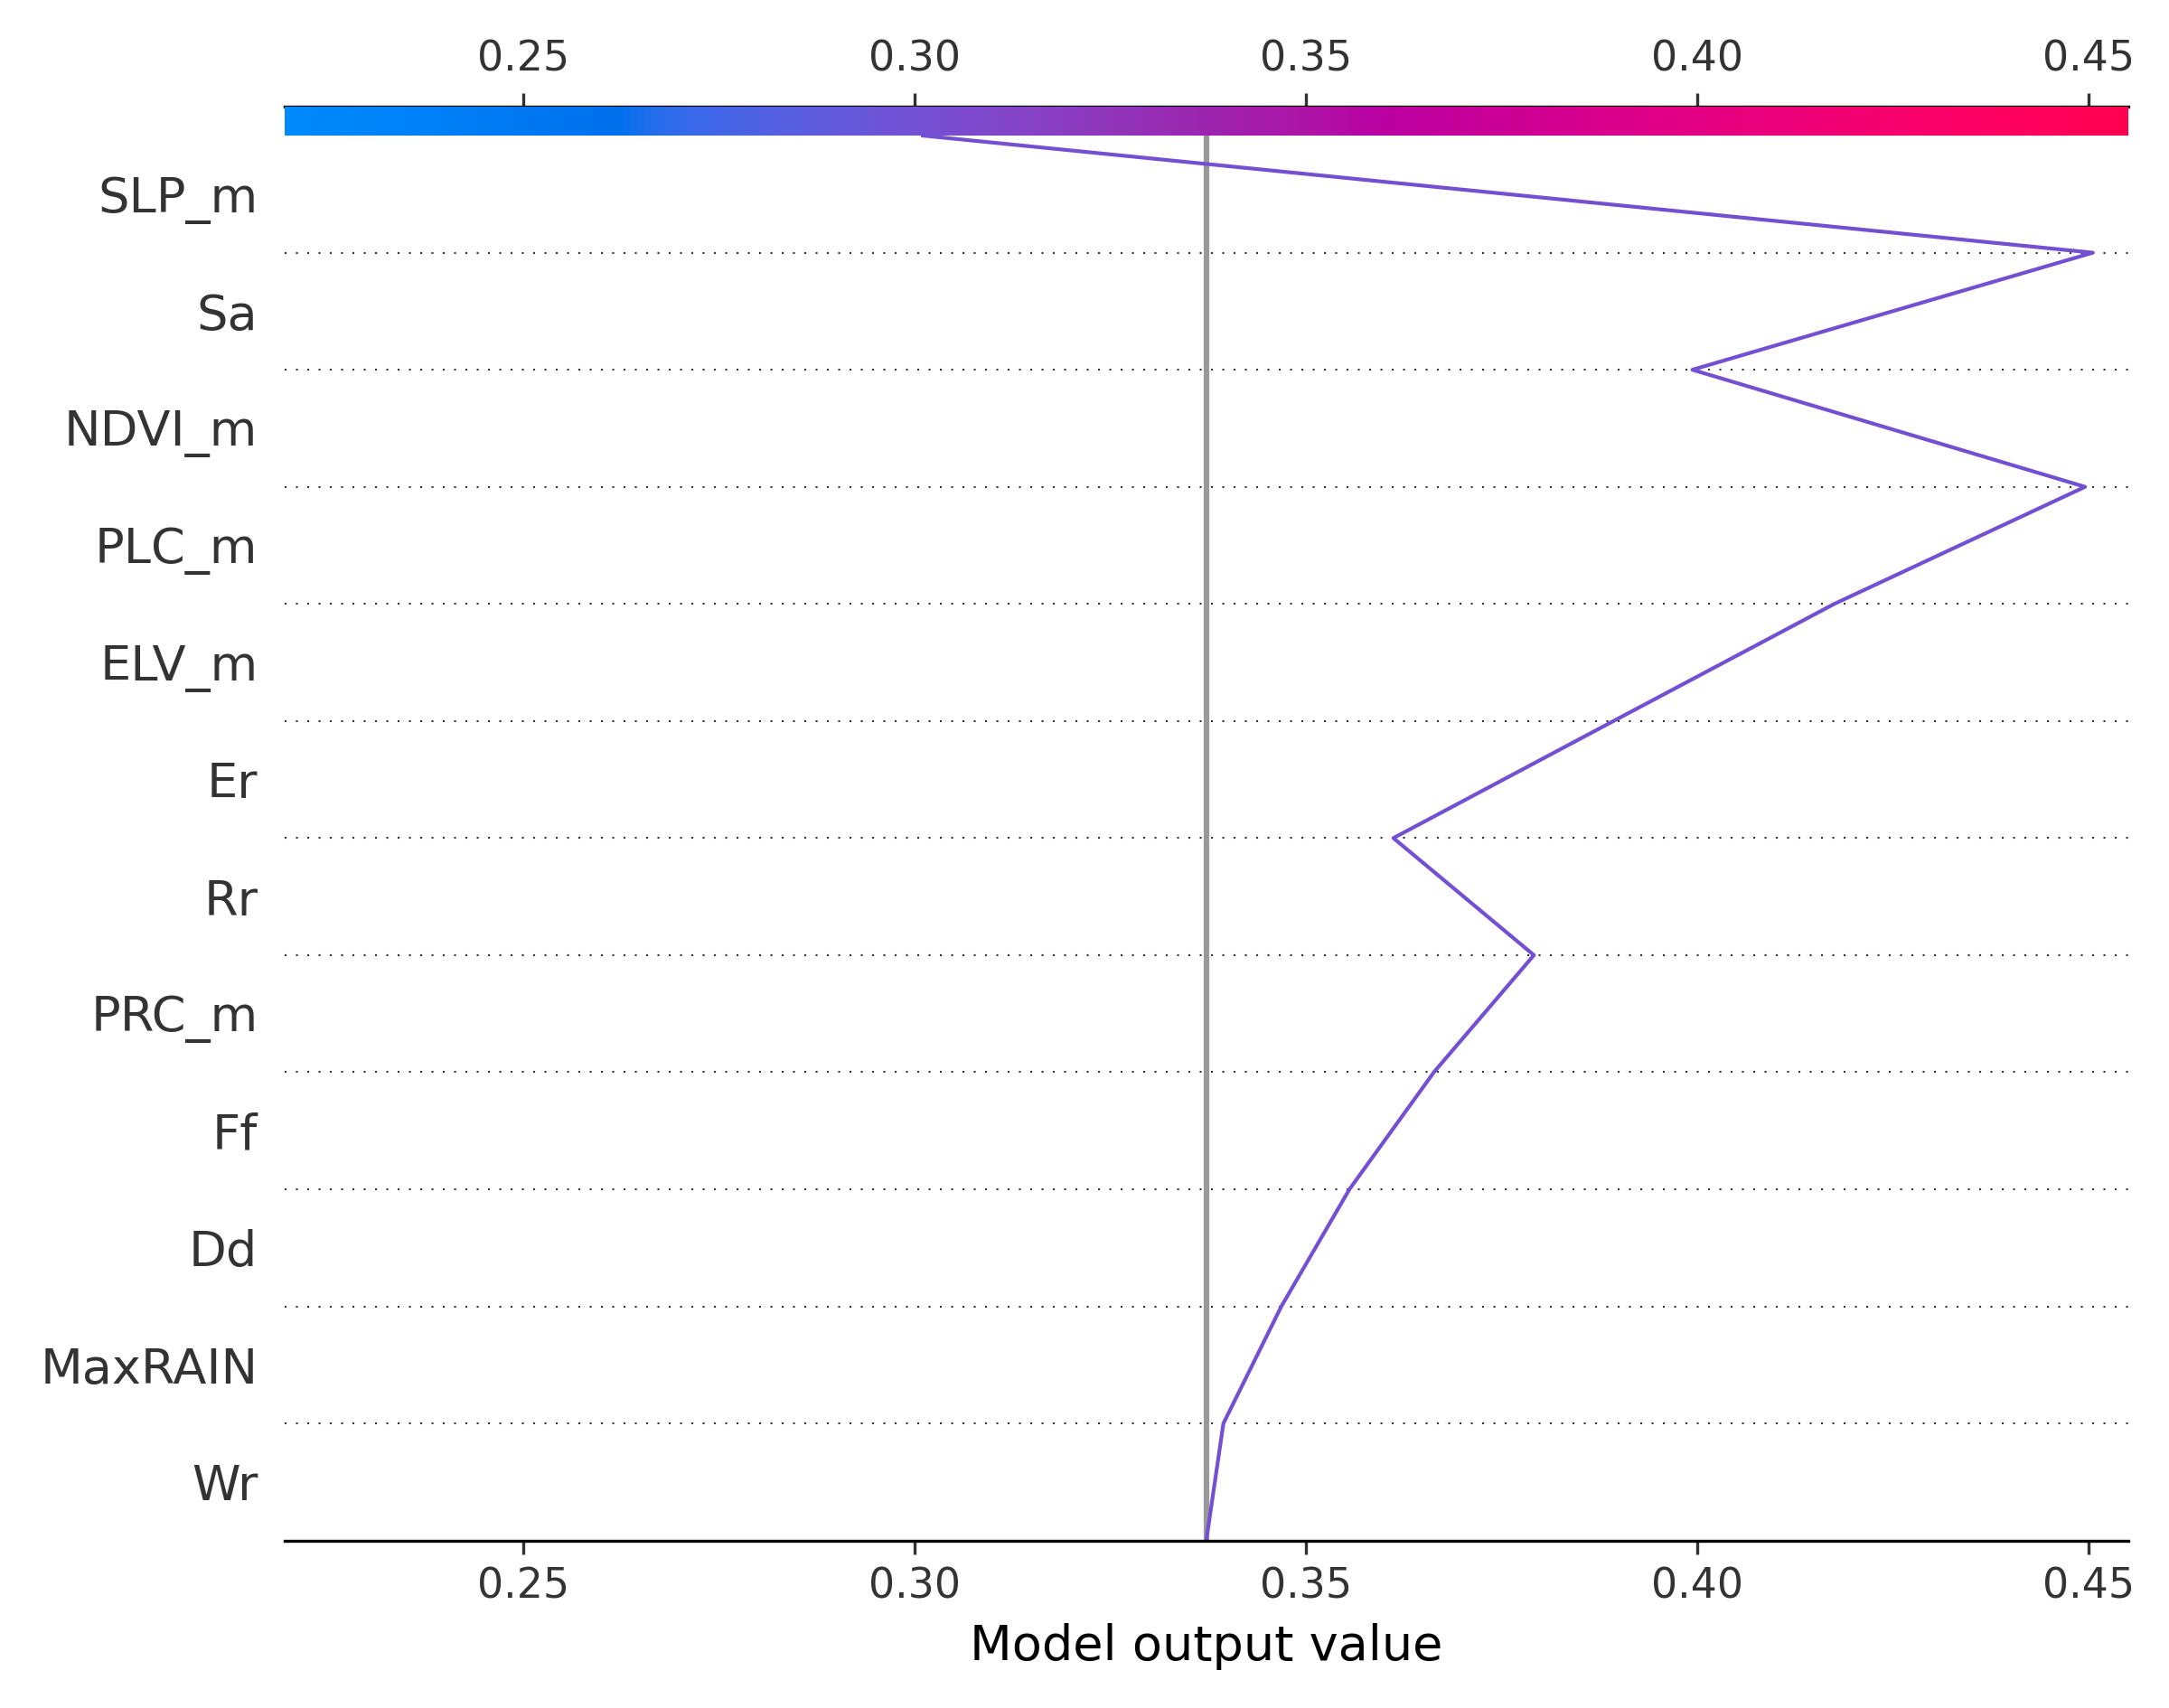 0.25 0.30 0.35 0.40 0.45
SLP_m
Sa
NDVI_m
PLC_m
ELV_m
Er
Rr
PRC_m
Ff
Dd
MaxRAIN
Wr
0.25 0.30 0.35 0.40 0.45
Model output value